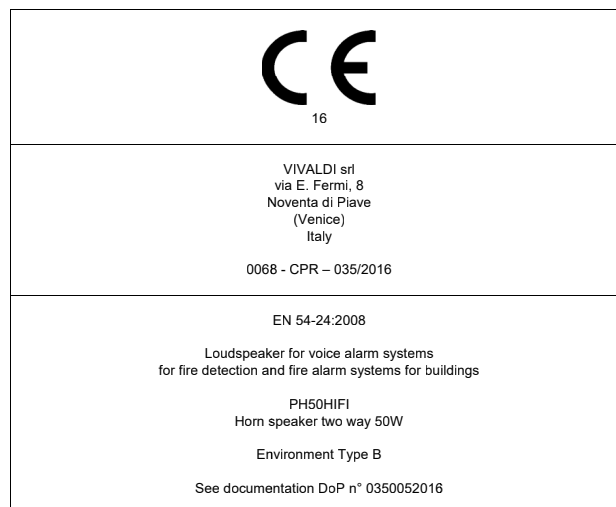 CE
16
VIVALDI srl
via E. Fermi, 8
Noventa di Piave
(Venice)
Italy
0068 - CPR – 035/2016
EN 54-24:2008
Loudspeaker for voice alarm systems
for fire detection and fire alarm systems for buildings
PH50HIFI
Horn speaker two way 50W
Environment Type B
See documentation DoP n° 0350052016